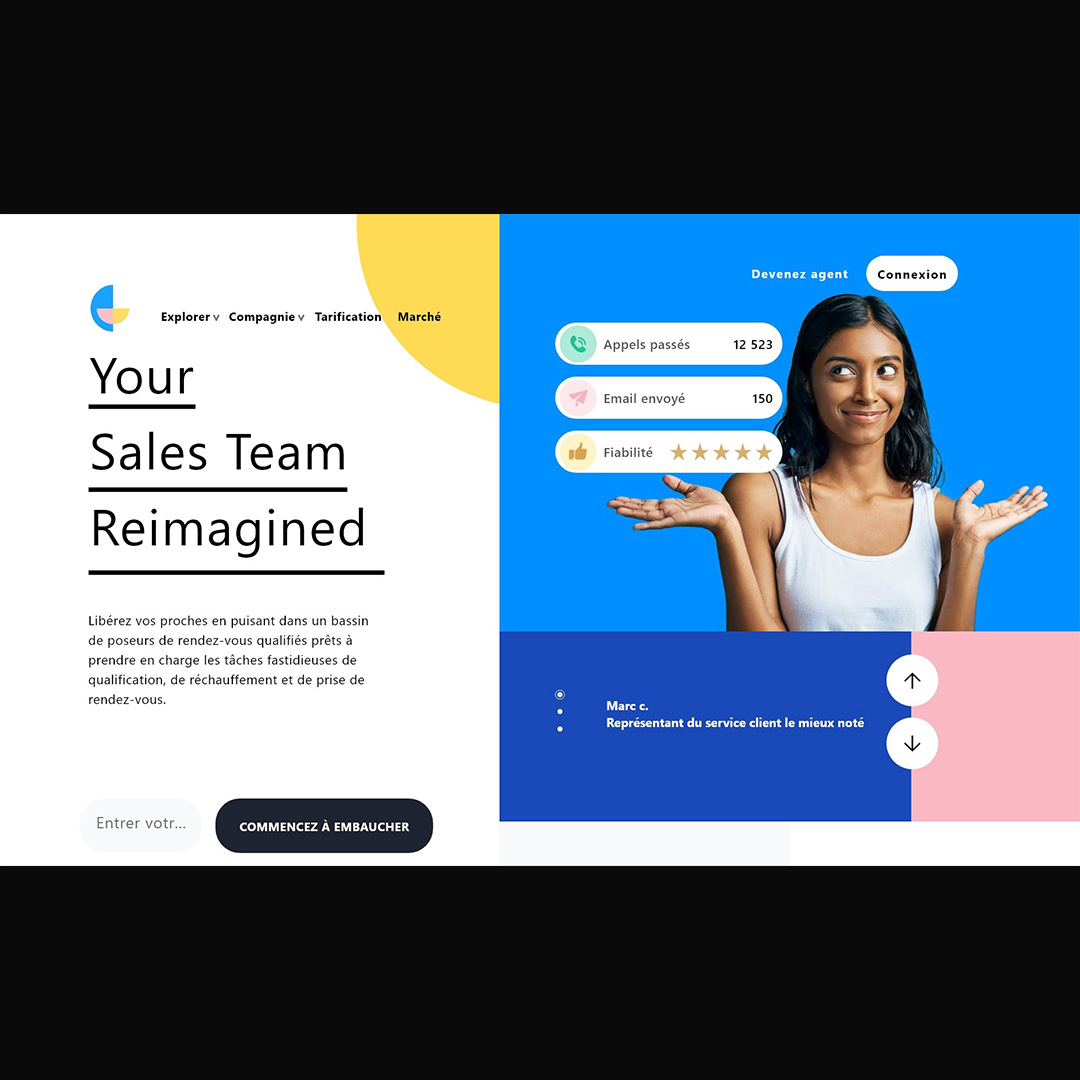 Explorer Compagnie Tarification Marché
Your
Sales Team
Reimagined
Libérez vos proches en puisant dans un bassin
de poseurs de rendez-vous qualifiés prêts à
prendre en charge les tâches fastidieuses de
qualification, de réchauffement et de prise de
rendez-vous.
Entrer votr...
COMMENCEZ À EMBAUCHER
Devenez agent Connexion
Appels passés 12 523
Email envoyé 150
Fiabilité
Marc c.
Représentant du service client le mieux noté